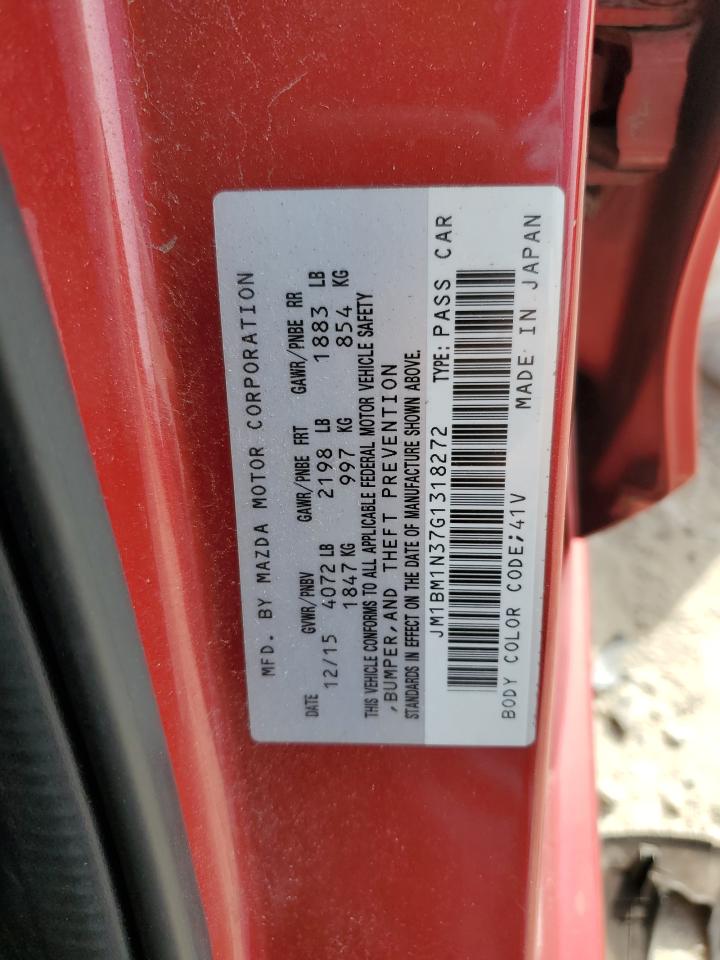 MFD. BY MAZDA MOTOR CORPORATION
DATE GVWR/PNBV GAWR/PNBE FRT GAWR/PNBE RR
12/15 4072 LB 2198 LB 1883 LB
1847 KG 997 KG 854 KG
THIS VEHICLE CONFORMS TO ALL APPLICABLE FEDERAL MOTOR VEHICLE SAFETY
,BUMPER,AND THEFT PREVENTION
STANDARDS IN EFFECT ON THE DATE OF MANUFACTURE SHOWN ABOVE.
JM1BM1N37G1318272 TYPE: PASS CAR
BODY COLOR CODE;41V MADE IN JAPAN